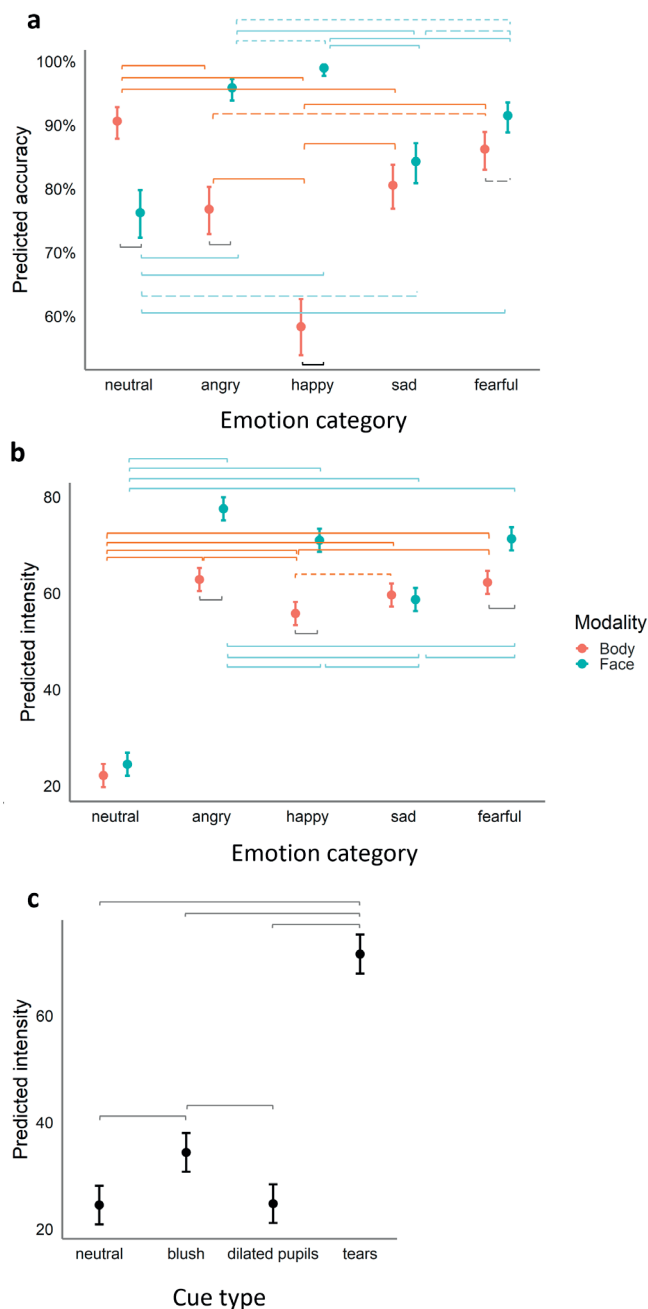 a
100%
90%
80%
70%
60%
Predicted accuracy
neutral angry happy sad fearful
Emotion category
b
80
60
40
20
Predicted intensity
neutral angry happy sad fearful
Emotion category
Modality
Body
Face
c
60
40
20
Predicted intensity
neutral blush dilated pupils tears
Cue type